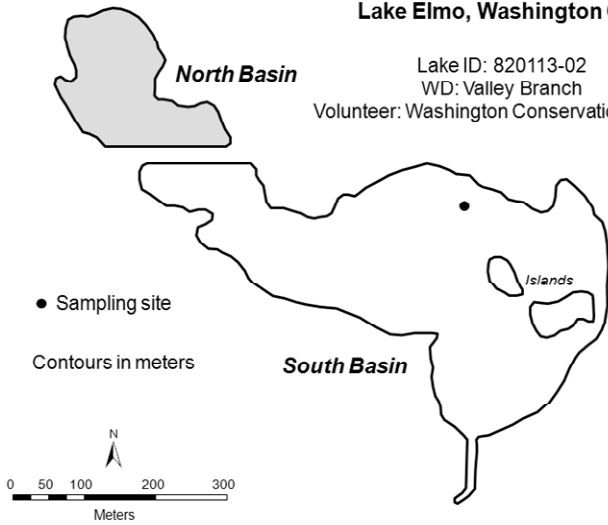 Lake Elmo, Washington
Lake ID: 820113-02
WD: Valley Branch
Volunteer: Washington
North Basin
Islands
Sampling site
Contours in meters
South Basin
N
0 50 100 200 300
Meters